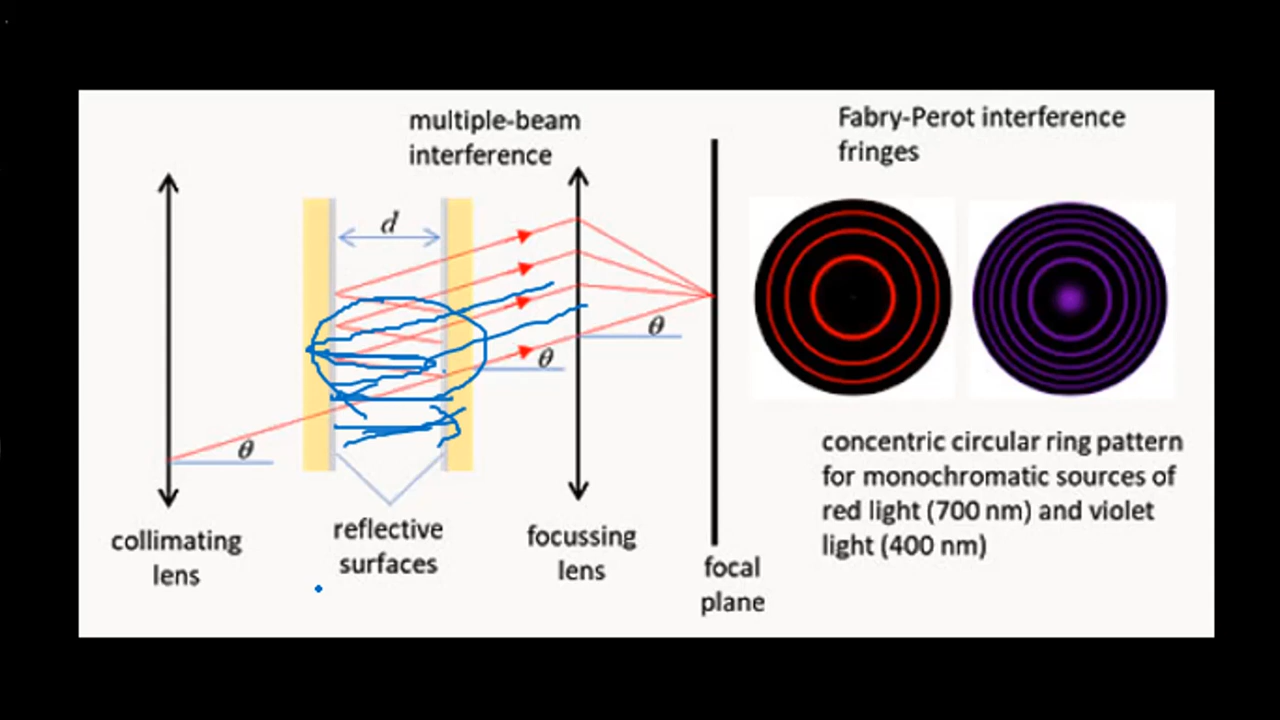 multiple-beam
interference
Fabry-Perot interference
fringes
d
θ
θ
θ
collimating
lens
reflective
surfaces
focussing
lens
focal
plane
concentric circular ring pattern
for monochromatic sources of
red light (700 nm) and violet
light (400 nm)